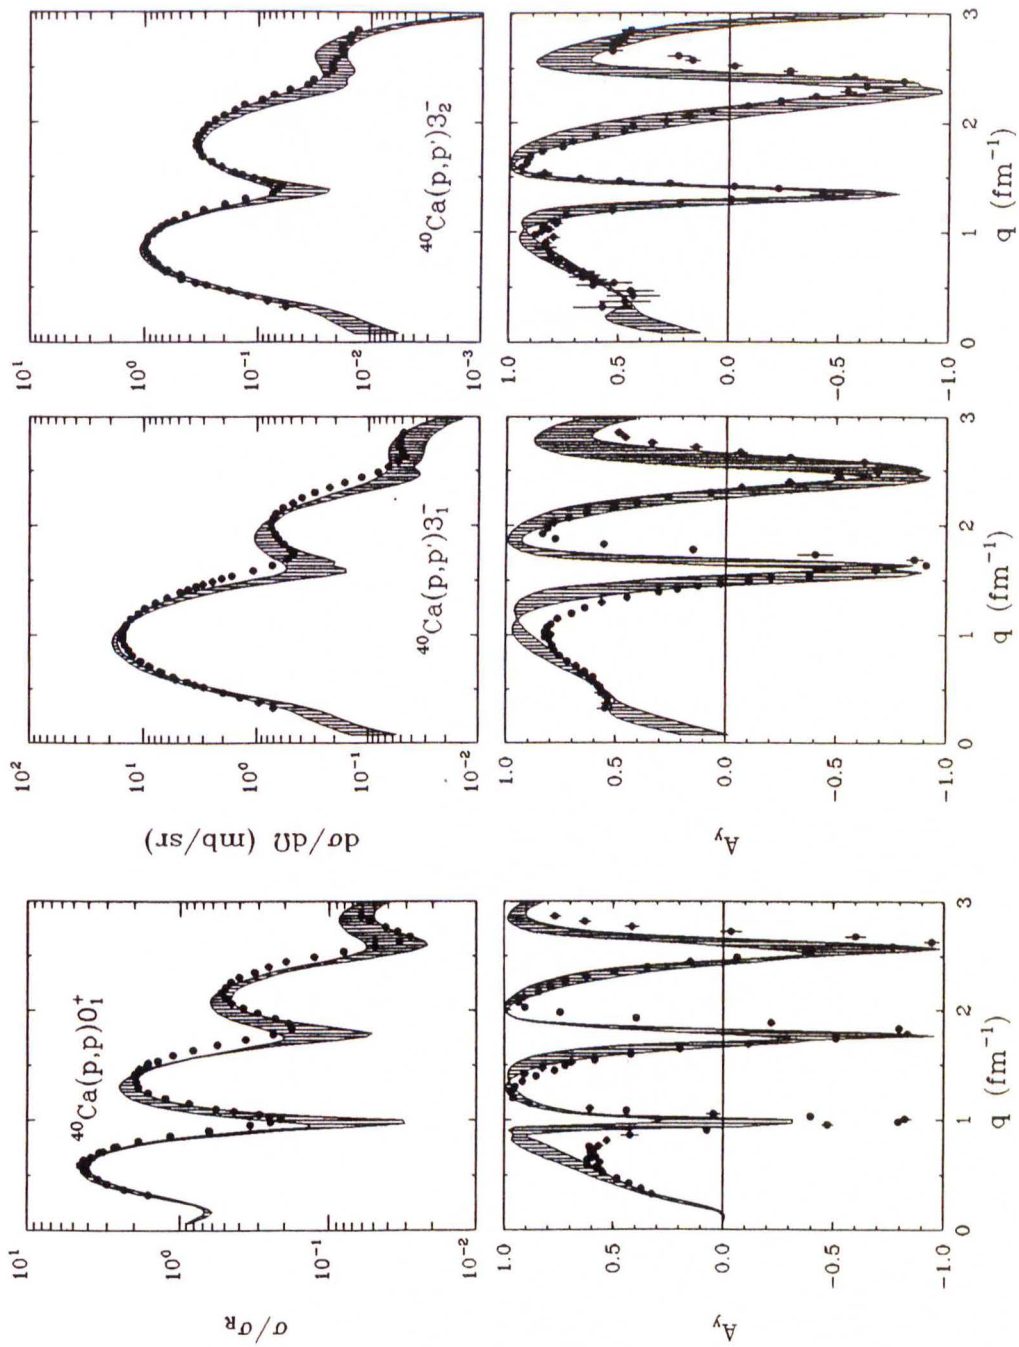 σ/σ_R
10¹
10⁰
10⁻¹
10⁻²
⁴⁰Ca(p,p)0₁⁺
dσ/dΩ (mb/sr)
10²
10¹
10⁰
10⁻¹
10⁻²
⁴⁰Ca(p,p')3₁⁻
10¹
10⁰
10⁻¹
10⁻²
10⁻³
⁴⁰Ca(p,p')3₂⁻
A_y
1.0
0.5
0.0
−0.5
−1.0
0 1 2 3
q (fm⁻¹)
A_y
1.0
0.5
0.0
−0.5
−1.0
0 1 2 3
q (fm⁻¹)
1.0
0.5
0.0
−0.5
−1.0
0 1 2 3
q (fm⁻¹)